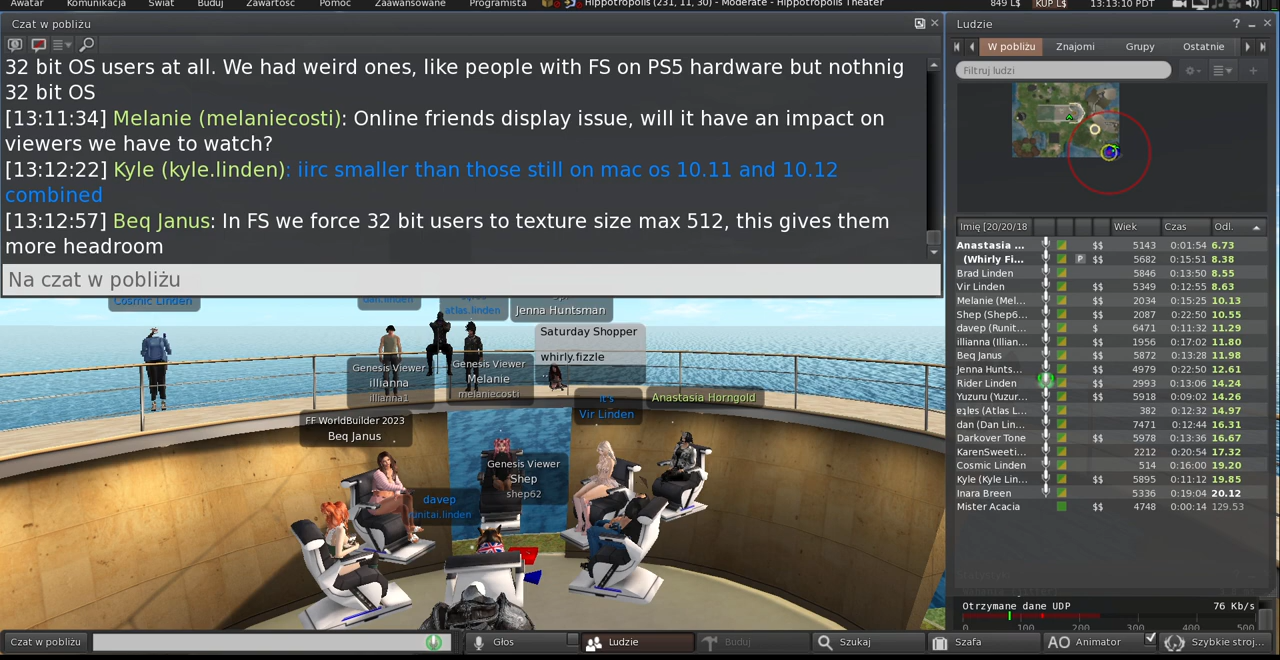 Awatar Komunikacja Świat Buduj Zawartość Pomoc Zaawansowane Programista Hippotropolis (231, 11, 30) - Moderate - Hippotropolis Theater 849 L$ KUP L$ 13:13:10 PDT
Czat w pobliżu
32 bit OS users at all. We had weird ones, like people with FS on PS5 hardware but nothnig
32 bit OS
[13:11:34] Melanie (melaniecosti): Online friends display issue, will it have an impact on
viewers we have to watch?
[13:12:22] Kyle (kyle.linden): iirc smaller than those still on mac os 10.11 and 10.12
combined
[13:12:57] Beq Janus: In FS we force 32 bit users to texture size max 512, this gives them
more headroom
Na czat w pobliżu
Cosmic Linden
dan.linden
atlas.linden
Jenna Huntsman
Saturday Shopper
whirly.fizzle
...
Genesis Viewer
illianna
illianna1
Genesis Viewer
Melanie
melaniecosti
it's
Vir Linden
Anastasia Horngold
FF WorldBuilder 2023
Beq Janus
Genesis Viewer
Shep
shep62
davep
runitai.linden
Ludzie
? _ ×
W pobliżu Znajomi Grupy Ostatnie
Filtruj ludzi
Imię [20/20/18 Wiek Czas Odl.
Anastasia ... $$ 5143 0:01:54 6.73
(Whirly Fi... P $$ 5682 0:15:51 8.38
Brad Linden 5846 0:13:50 8.55
Vir Linden $$ 5349 0:12:55 8.63
Melanie (Mel... $$ 2034 0:15:25 10.13
Shep (Shep6... $$ 2087 0:22:50 10.55
davep (Runit... $ 6471 0:11:32 11.29
illianna (Illian... $$ 1956 0:17:02 11.80
Beq Janus $$ 5872 0:13:28 11.98
Jenna Hunts... $$ 4979 0:22:50 12.61
Rider Linden $$ 2993 0:13:06 14.24
Yuzuru (Yuzur... $$ 5918 0:09:02 14.26
(Atlas L... 382 0:12:32 14.97
dan (Dan Lin... 7471 0:12:44 16.31
Darkover Tone $$ 5978 0:13:36 16.67
KarenSweeti... 2212 0:20:54 17.32
Cosmic Linden 514 0:16:00 19.20
Kyle (Kyle Lin... $$ 5895 0:11:12 19.85
Inara Breen 5336 0:19:04 20.12
Mister Acacia $$ 4748 0:00:14 129.53
Otrzymane dane UDP 76 Kb/s
0 100 200 300 400 500
Czat w pobliżu Głos Ludzie Buduj Szukaj Szafa AO Animator Szybkie stroj...